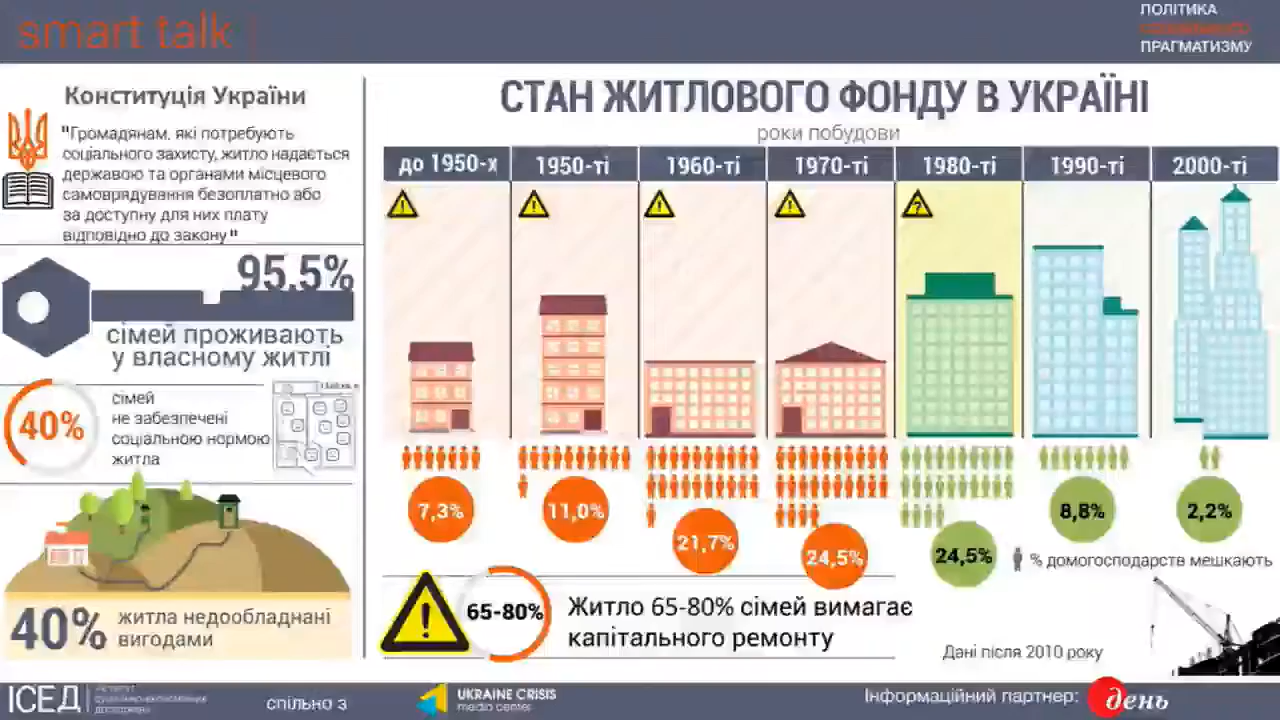 smart talk
ПОЛІТИКА
ПРАГМАТИЗМУ
Конституція України
"Громадянам, які потребують
соціального захисту, житло надається
державою та органами місцевого
самоврядування безоплатно або
за доступну для них плату
відповідно до закону"
95,5%
сімей проживають
у власному житлі
40%
сімей
не забезпечені
соціальною нормою
житла
40%
житла недообладнані
вигодами
СТАН ЖИТЛОВОГО ФОНДУ В УКРАЇНІ
роки побудови
до 1950-х
1950-ті
1960-ті
1970-ті
1980-ті
1990-ті
2000-ті
!
!
!
!
?
7,3%
11,0%
21,7%
24,5%
24,5%
8,8%
2,2%
% домогосподарств мешкають
!
65-80%
Житло 65-80% сімей вимагає
капітального ремонту
Дані після 2010 року
ІСЕД
спільно з
UKRAINE CRISIS
media center
Інформаційний партнер:
день